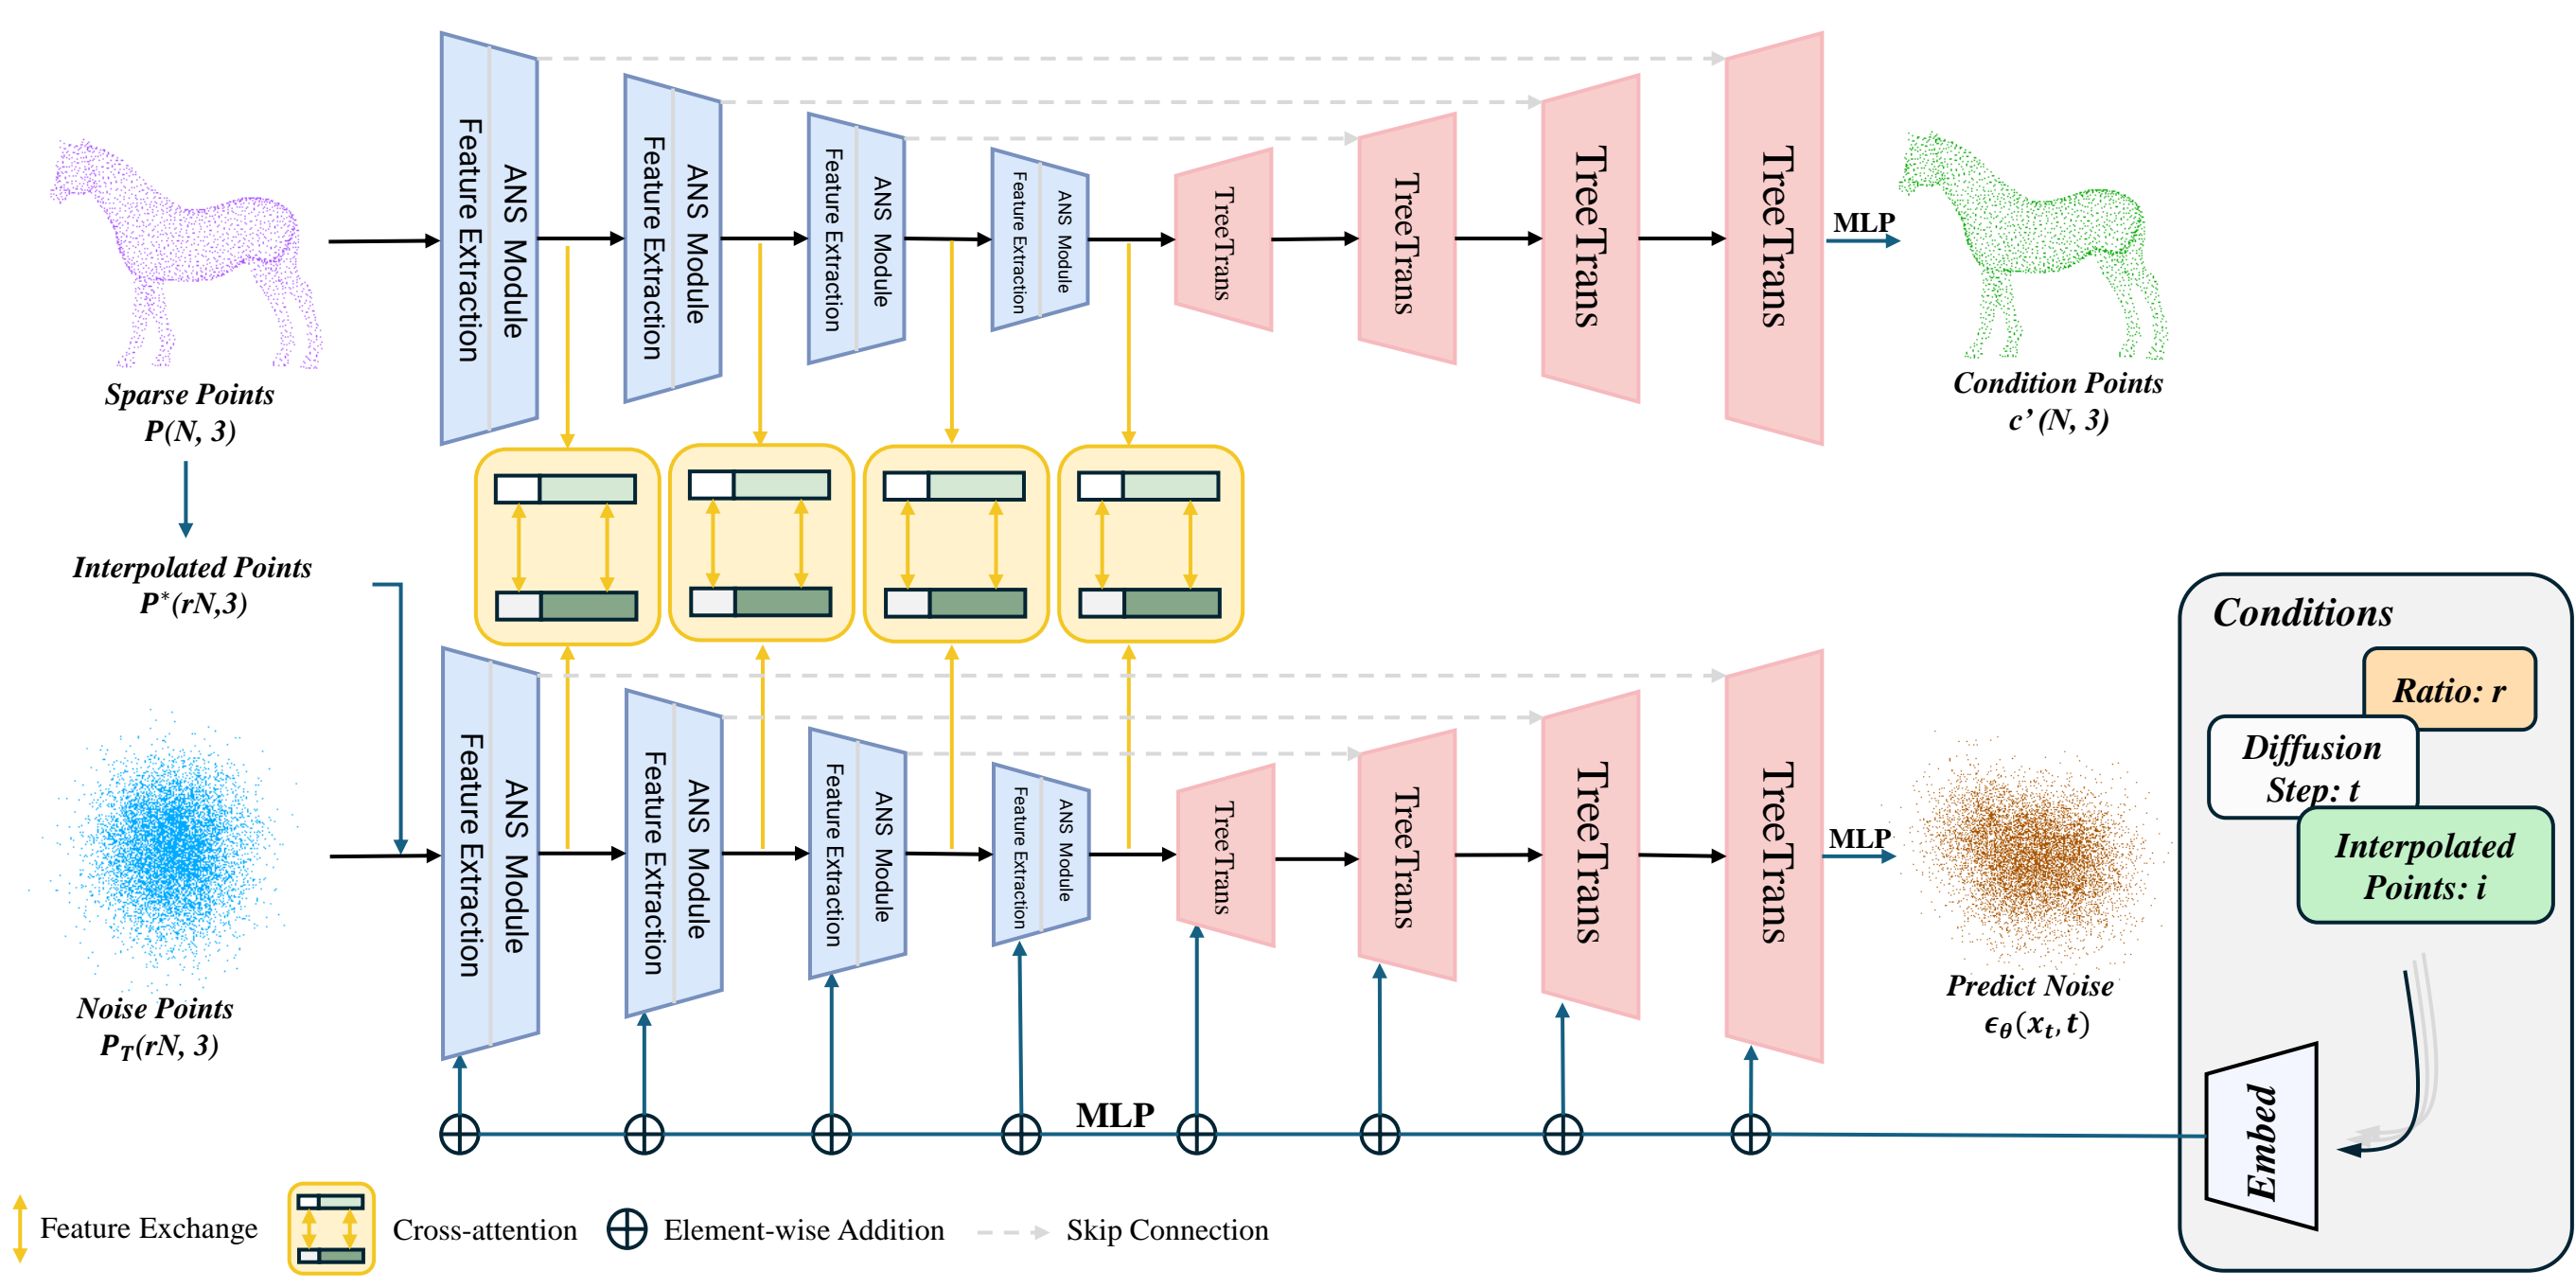 Feature Extraction
ANS Module
Feature Extraction
ANS Module
Feature Extraction
ANS Module
Feature Extraction
ANS Module
TreeTrans
TreeTrans
TreeTrans
TreeTrans
MLP
Sparse Points
P(N, 3)
Condition Points
c’(N, 3)
Interpolated Points
P*(rN,3)
Feature Extraction
ANS Module
Feature Extraction
ANS Module
Feature Extraction
ANS Module
Feature Extraction
ANS Module
TreeTrans
TreeTrans
TreeTrans
TreeTrans
MLP
Noise Points
P_T(rN, 3)
Predict Noise
ϵ_θ(x_t, t)
MLP
Conditions
Ratio: r
Diffusion
Step: t
Interpolated
Points: i
Embed
Feature Exchange
Cross-attention
Element-wise Addition
Skip Connection